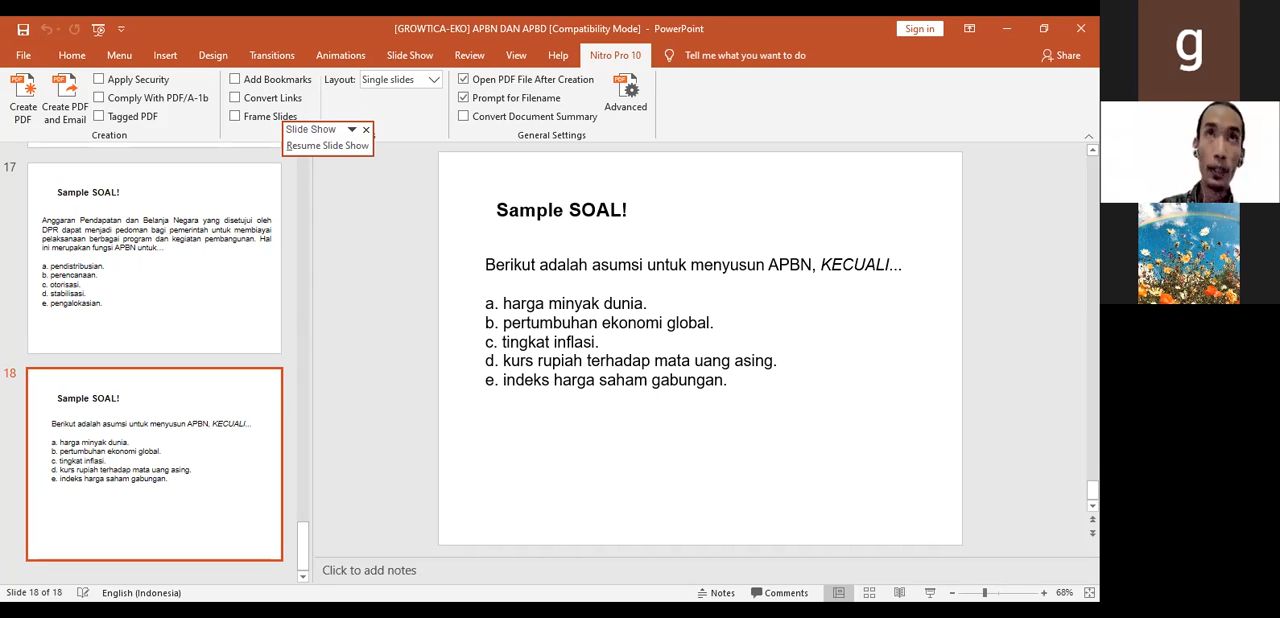 [GROWTICA-EKO] APBN DAN APBD [Compatibility Mode] - PowerPoint
Sign in
File Home Menu Insert Design Transitions Animations Slide Show Review View Help Nitro Pro 10 Tell me what you want to do Share
Create PDF
Create PDF and Email
Apply Security
Comply With PDF/A-1b
Tagged PDF
Creation
Add Bookmarks
Convert Links
Frame Slides
Layout: Single slides
Open PDF File After Creation
Prompt for Filename
Convert Document Summary
Advanced
General Settings
Slide Show
Resume Slide Show
17
Sample SOAL!
Anggaran Pendapatan dan Belanja Negara yang disetujui oleh
DPR dapat menjadi pedoman bagi pemerintah untuk membiayai
pelaksanaan berbagai program dan kegiatan pembangunan. Hal
ini merupakan fungsi APBN untuk...
a. pendistribusian.
b. perencanaan.
c. otorisasi.
d. stabilisasi.
e. pengalokasian.
18
Sample SOAL!
Berikut adalah asumsi untuk menyusun APBN, KECUALI...
a. harga minyak dunia.
b. pertumbuhan ekonomi global.
c. tingkat inflasi.
d. kurs rupiah terhadap mata uang asing.
e. indeks harga saham gabungan.
Sample SOAL!
Berikut adalah asumsi untuk menyusun APBN, KECUALI...
a. harga minyak dunia.
b. pertumbuhan ekonomi global.
c. tingkat inflasi.
d. kurs rupiah terhadap mata uang asing.
e. indeks harga saham gabungan.
Click to add notes
Slide 18 of 18 English (Indonesia) Notes Comments 68%
g